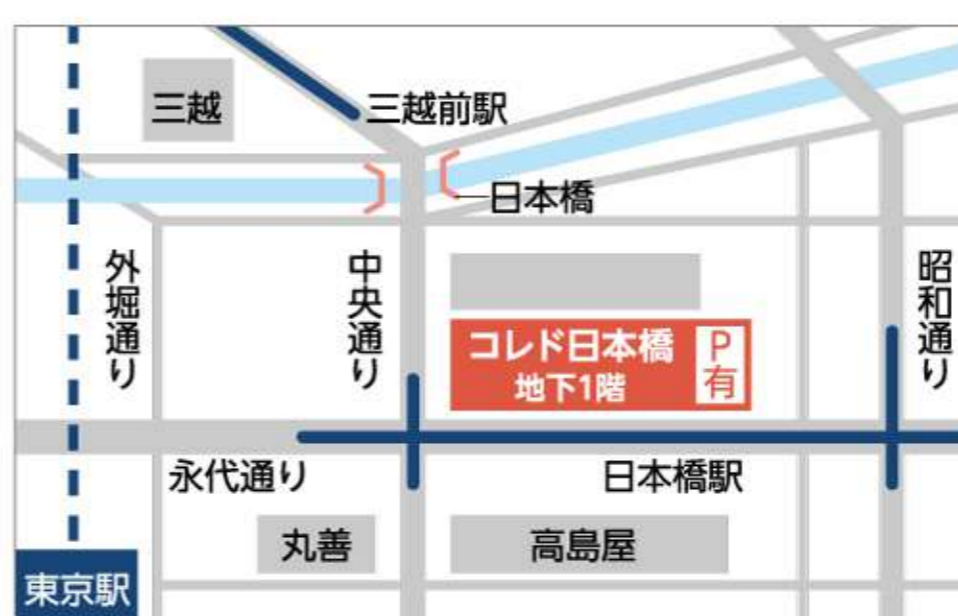 三越
三越前駅
日本橋
外堀通り
中央通り
昭和通り
コレド日本橋
地下1階
P有
永代通り
日本橋駅
丸善
高島屋
東京駅